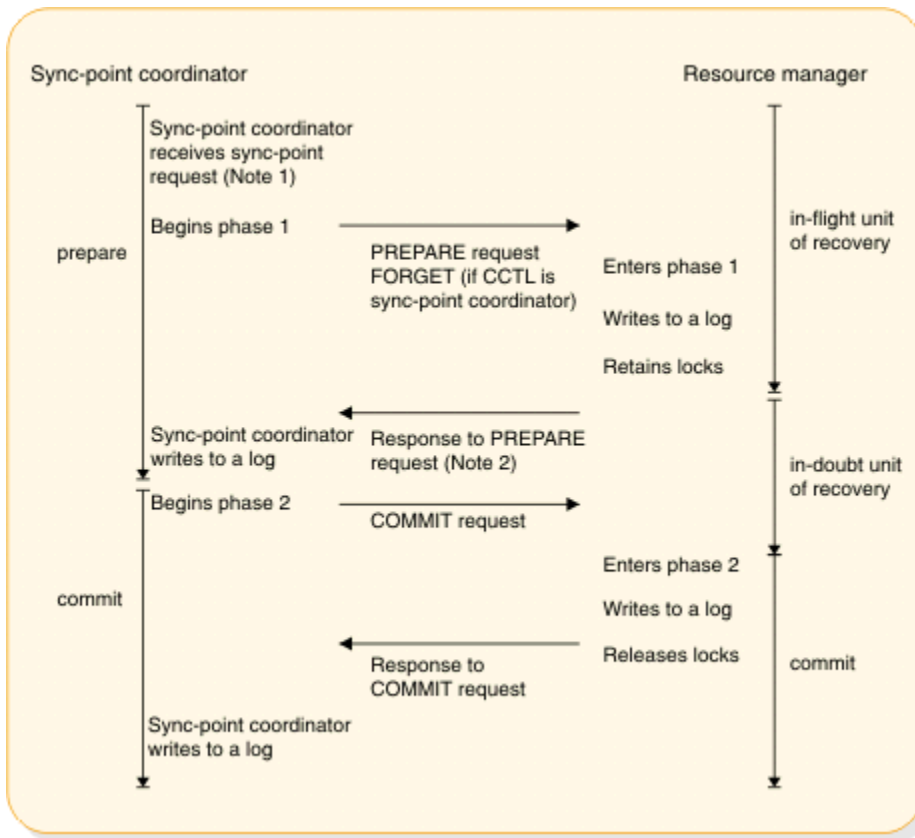 Sync-point coordinator
Resource manager
Sync-point coordinator
receives sync-point
request (Note 1)
in-flight unit
of recovery
Begins phase 1
prepare
PREPARE request
FORGET (if CCTL is
sync-point coordinator)
Enters phase 1
Writes to a log
Retains locks
Sync-point coordinator
writes to a log
Response to PREPARE
request (Note 2)
in-doubt unit
of recovery
Begins phase 2
COMMIT request
Enters phase 2
commit
Writes to a log
Releases locks
commit
Response to
COMMIT request
Sync-point coordinator
writes to a log